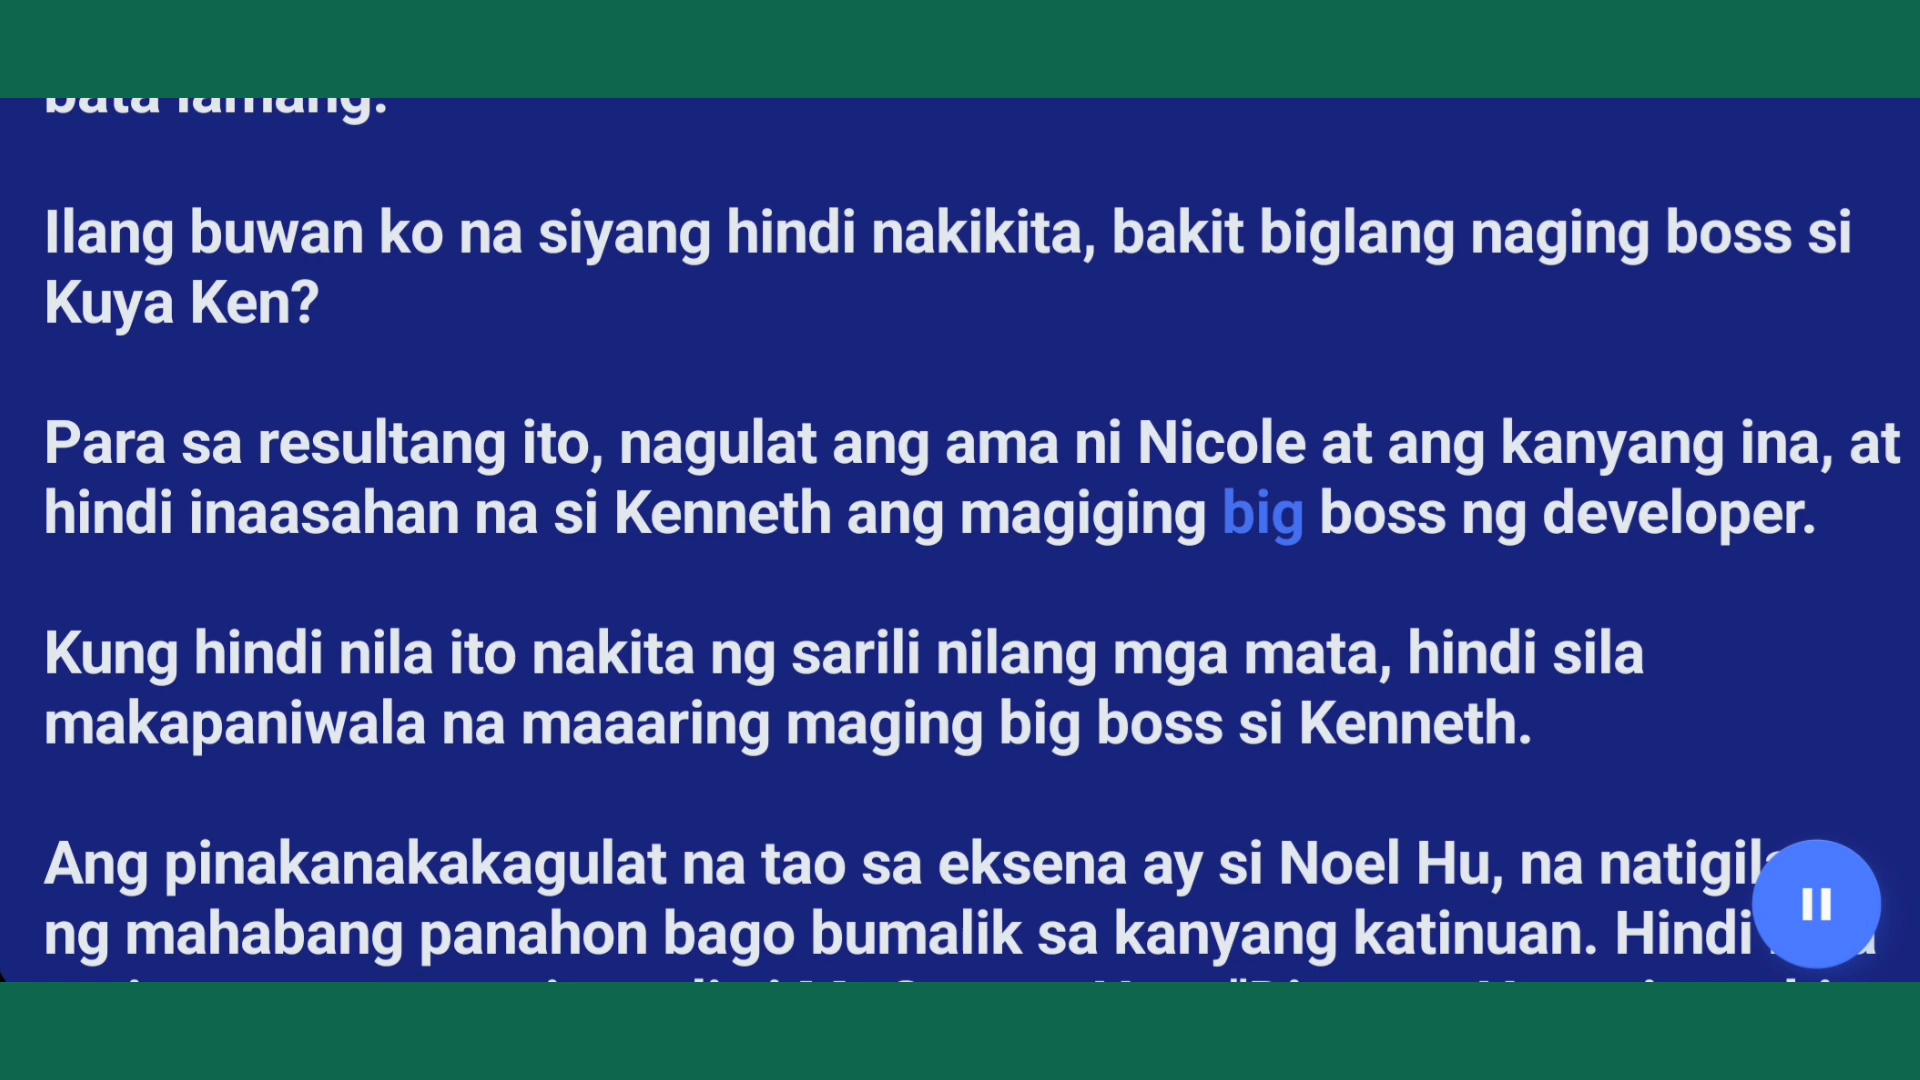 bata lamang.
Ilang buwan ko na siyang hindi nakikita, bakit biglang naging boss si
Kuya Ken?
Para sa resultang ito, nagulat ang ama ni Nicole at ang kanyang ina, at
hindi inaasahan na si Kenneth ang magiging big boss ng developer.
Kung hindi nila ito nakita ng sarili nilang mga mata, hindi sila
makapaniwala na maaaring maging big boss si Kenneth.
Ang pinakanakakagulat na tao sa eksena ay si Noel Hu, na
ng mahabang panahon bago bumalik sa kanyang katinuan. Hindi